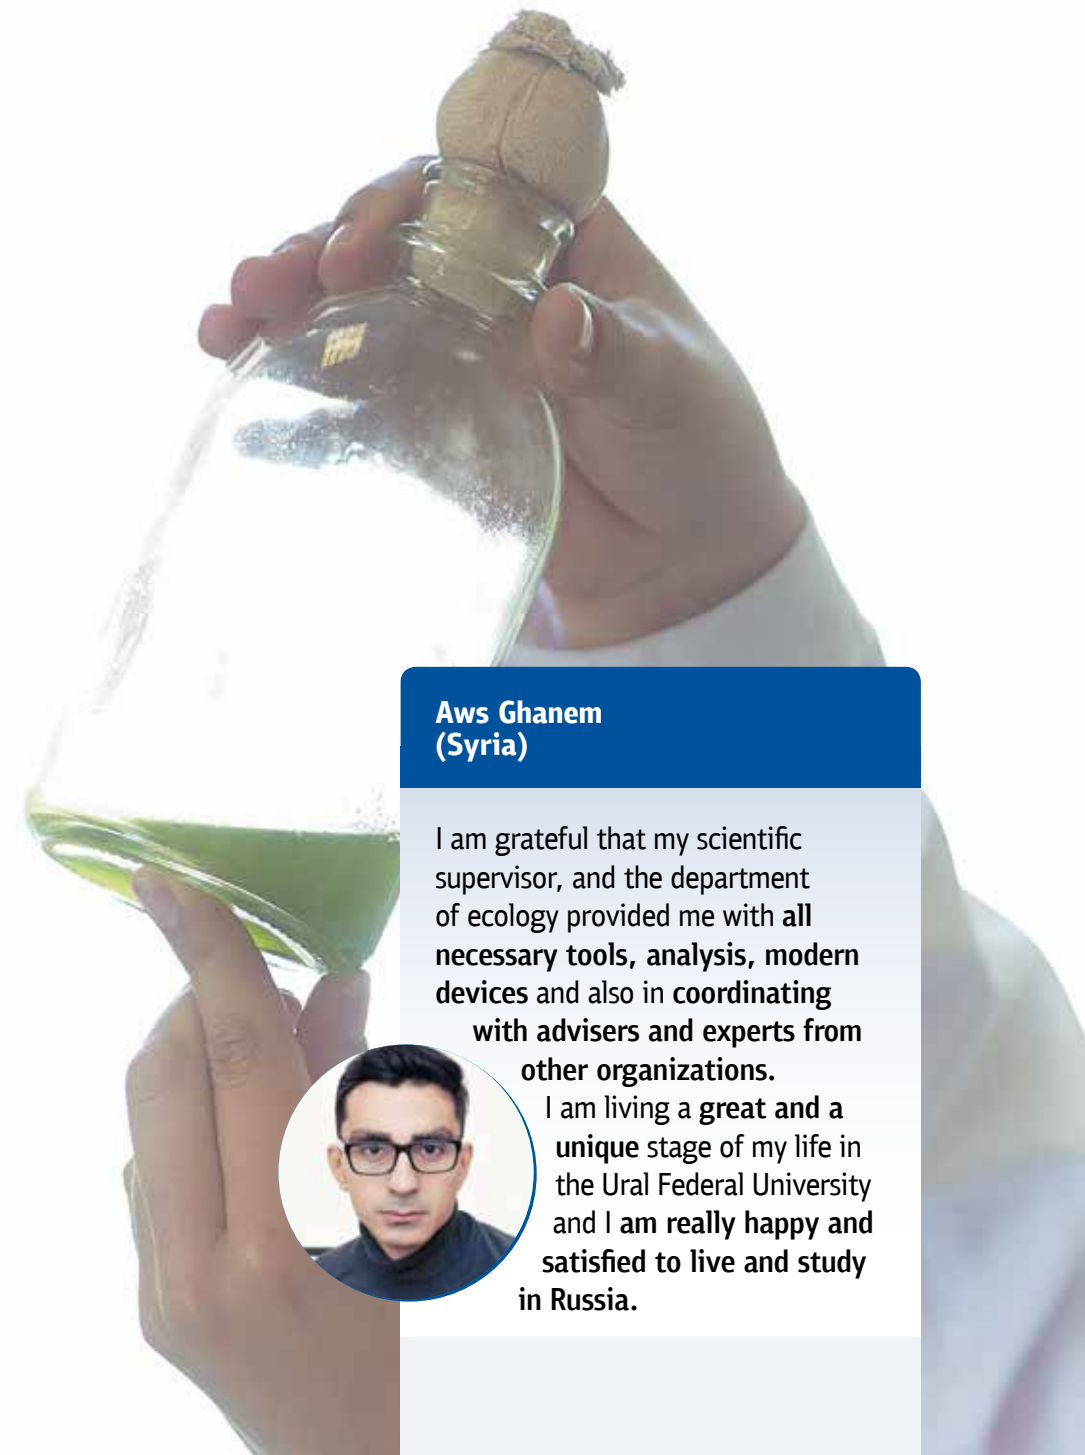 Aws Ghanem
(Syria)
I am grateful that my scientific
supervisor, and the department
of ecology provided me with all
necessary tools, analysis, modern
devices and also in coordinating
with advisers and experts from
other organizations.
I am living a great and a
unique stage of my life in
the Ural Federal University
and I am really happy and
satisfied to live and study
in Russia.